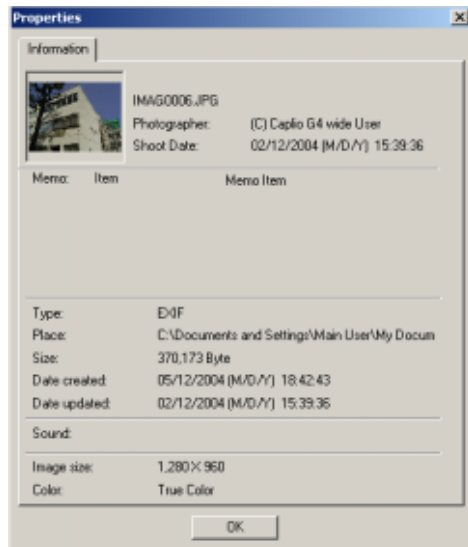 Properties
Information
IMAG0006.JPG
Photographer: (C) Caplio G4 wide User
Shoot Date: 02/12/2004 (M/D/Y) 15:39:36
Memo: Item Memo Item
Type: EXIF
Place: C:\Documents and Settings\Main User\My Docum
Size: 370,173 Byte
Date created: 05/12/2004 (M/D/Y) 18:42:43
Date updated: 02/12/2004 (M/D/Y) 15:39:36
Sound:
Image size: 1,280×960
Color: True Color
OK